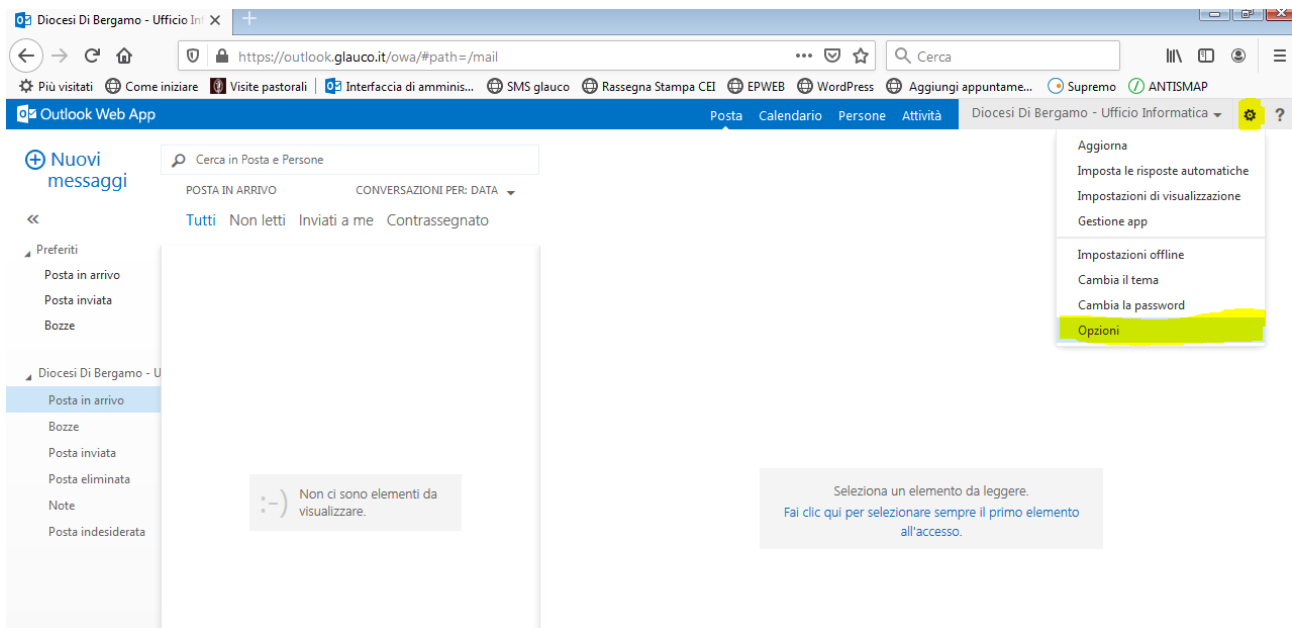 Diocesi Di Bergamo - Ufficio Inf
https://outlook.glauco.it/owa/#path=/mail
Cerca
Più visitati Come iniziare Visite pastorali Interfaccia di amminis... SMS glauco Rassegna Stampa CEI EPWEB WordPress Aggiungi appuntame... Supremo ANTISMAP
Outlook Web App Posta Calendario Persone Attività Diocesi Di Bergamo - Ufficio Informatica ?
Nuovi
messaggi
Cerca in Posta e Persone
POSTA IN ARRIVO CONVERSAZIONI PER: DATA
Tutti Non letti Inviati a me Contrassegnato
Preferiti
Posta in arrivo
Posta inviata
Bozze
Diocesi Di Bergamo - U
Posta in arrivo
Bozze
Posta inviata
Posta eliminata
Note
Posta indesiderata
:-) Non ci sono elementi da
visualizzare.
Seleziona un elemento da leggere.
Fai clic qui per selezionare sempre il primo elemento
all'accesso.
Aggiorna
Imposta le risposte automatiche
Impostazioni di visualizzazione
Gestione app
Impostazioni offline
Cambia il tema
Cambia la password
Opzioni